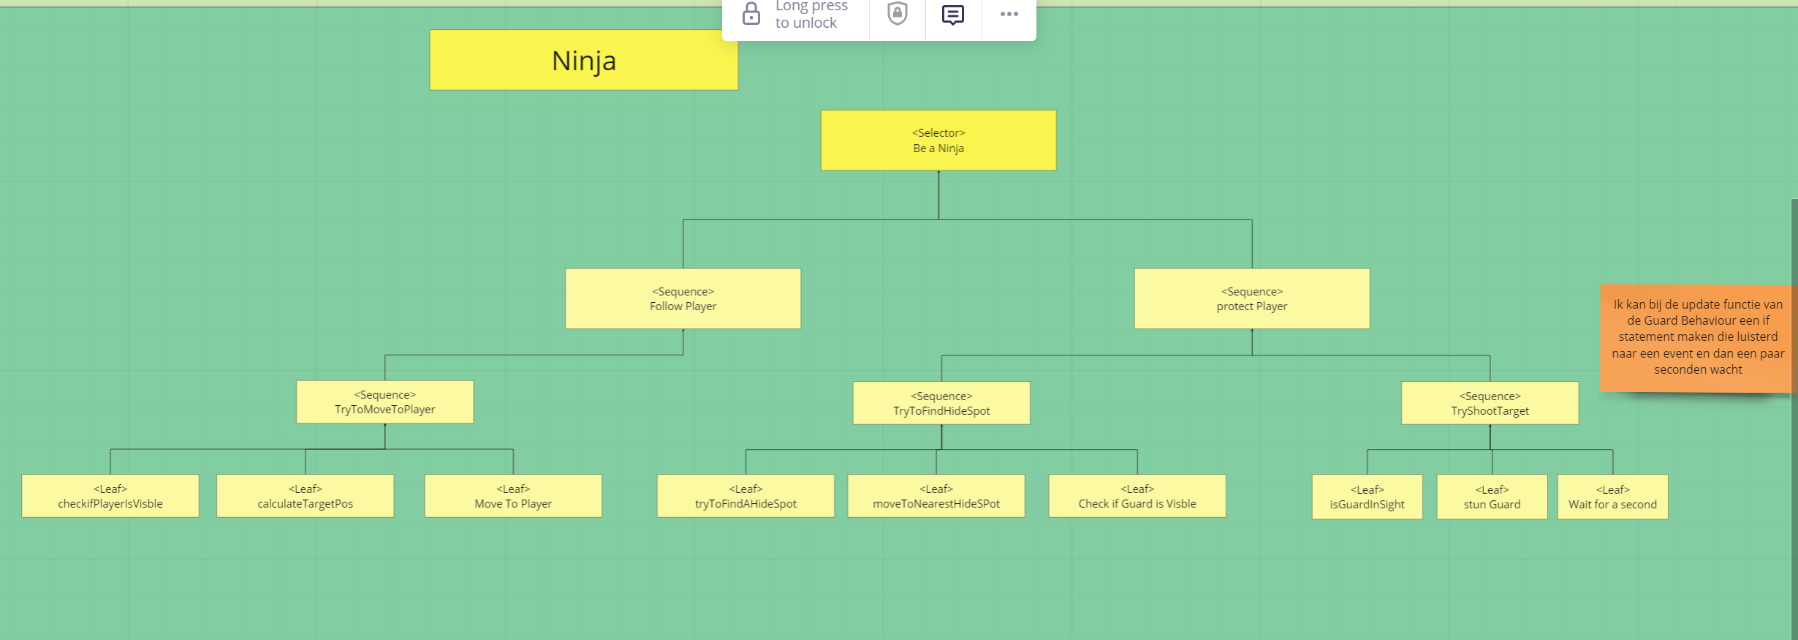 Long press
to unlock
Ninja
<Selector>
Be a Ninja
<Sequence>
Follow Player
<Sequence>
protect Player
Ik kan bij de update functie van
de Guard Behaviour een if
statement maken die luisterd
naar een event en dan een paar
seconden wacht
<Sequence>
TryToMoveToPlayer
<Sequence>
TryToFindHideSpot
<Sequence>
TryShootTarget
<Leaf>
checkifPlayerIsVisble
<Leaf>
calculateTargetPos
<Leaf>
Move To Player
<Leaf>
tryToFindAHideSpot
<Leaf>
moveToNearestHideSPot
<Leaf>
Check if Guard is Visble
<Leaf>
isGuardInSight
<Leaf>
stun Guard
<Leaf>
Wait for a second